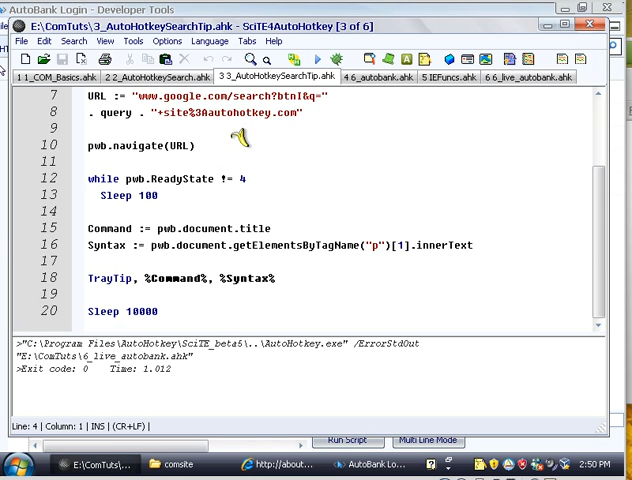 AutoBank Login - Developer Tools
E:\ComTuts\3_AutoHotkeySearchTip.ahk - SciTE4AutoHotkey [3 of 6]
File Edit Search View Tools Options Language Tabs Help
1 1_COM_Basics.ahk 2 2_AutoHotkeySearch.ahk 3 3_AutoHotkeySearchTip.ahk 4 6_autobank.ahk 5 IEFuncs.ahk 6 6_live_autobank.ahk
7 URL := "www.google.com/search?btnI&q="
8 . query . "+site%3Aautohotkey.com"
9
10 pwb.navigate(URL)
11
12 while pwb.ReadyState != 4
13 Sleep 100
14
15 Command := pwb.document.title
16 Syntax := pwb.document.getElementsByTagName("p")[1].innerText
17
18 TrayTip, %Command%, %Syntax%
19
20 Sleep 10000
>"C:\Program Files\AutoHotkey\SciTE_beta5\..\AutoHotkey.exe" /ErrorStdOut
"E:\ComTuts\6_live_autobank.ahk"
>Exit code: 0 Time: 1.012
Line: 4 | Column: 1 | INS | (CR+LF)
Run Script Multi Line Mode
E:\ComTuts\... comsite http://about... AutoBank Lo... 2:50 PM